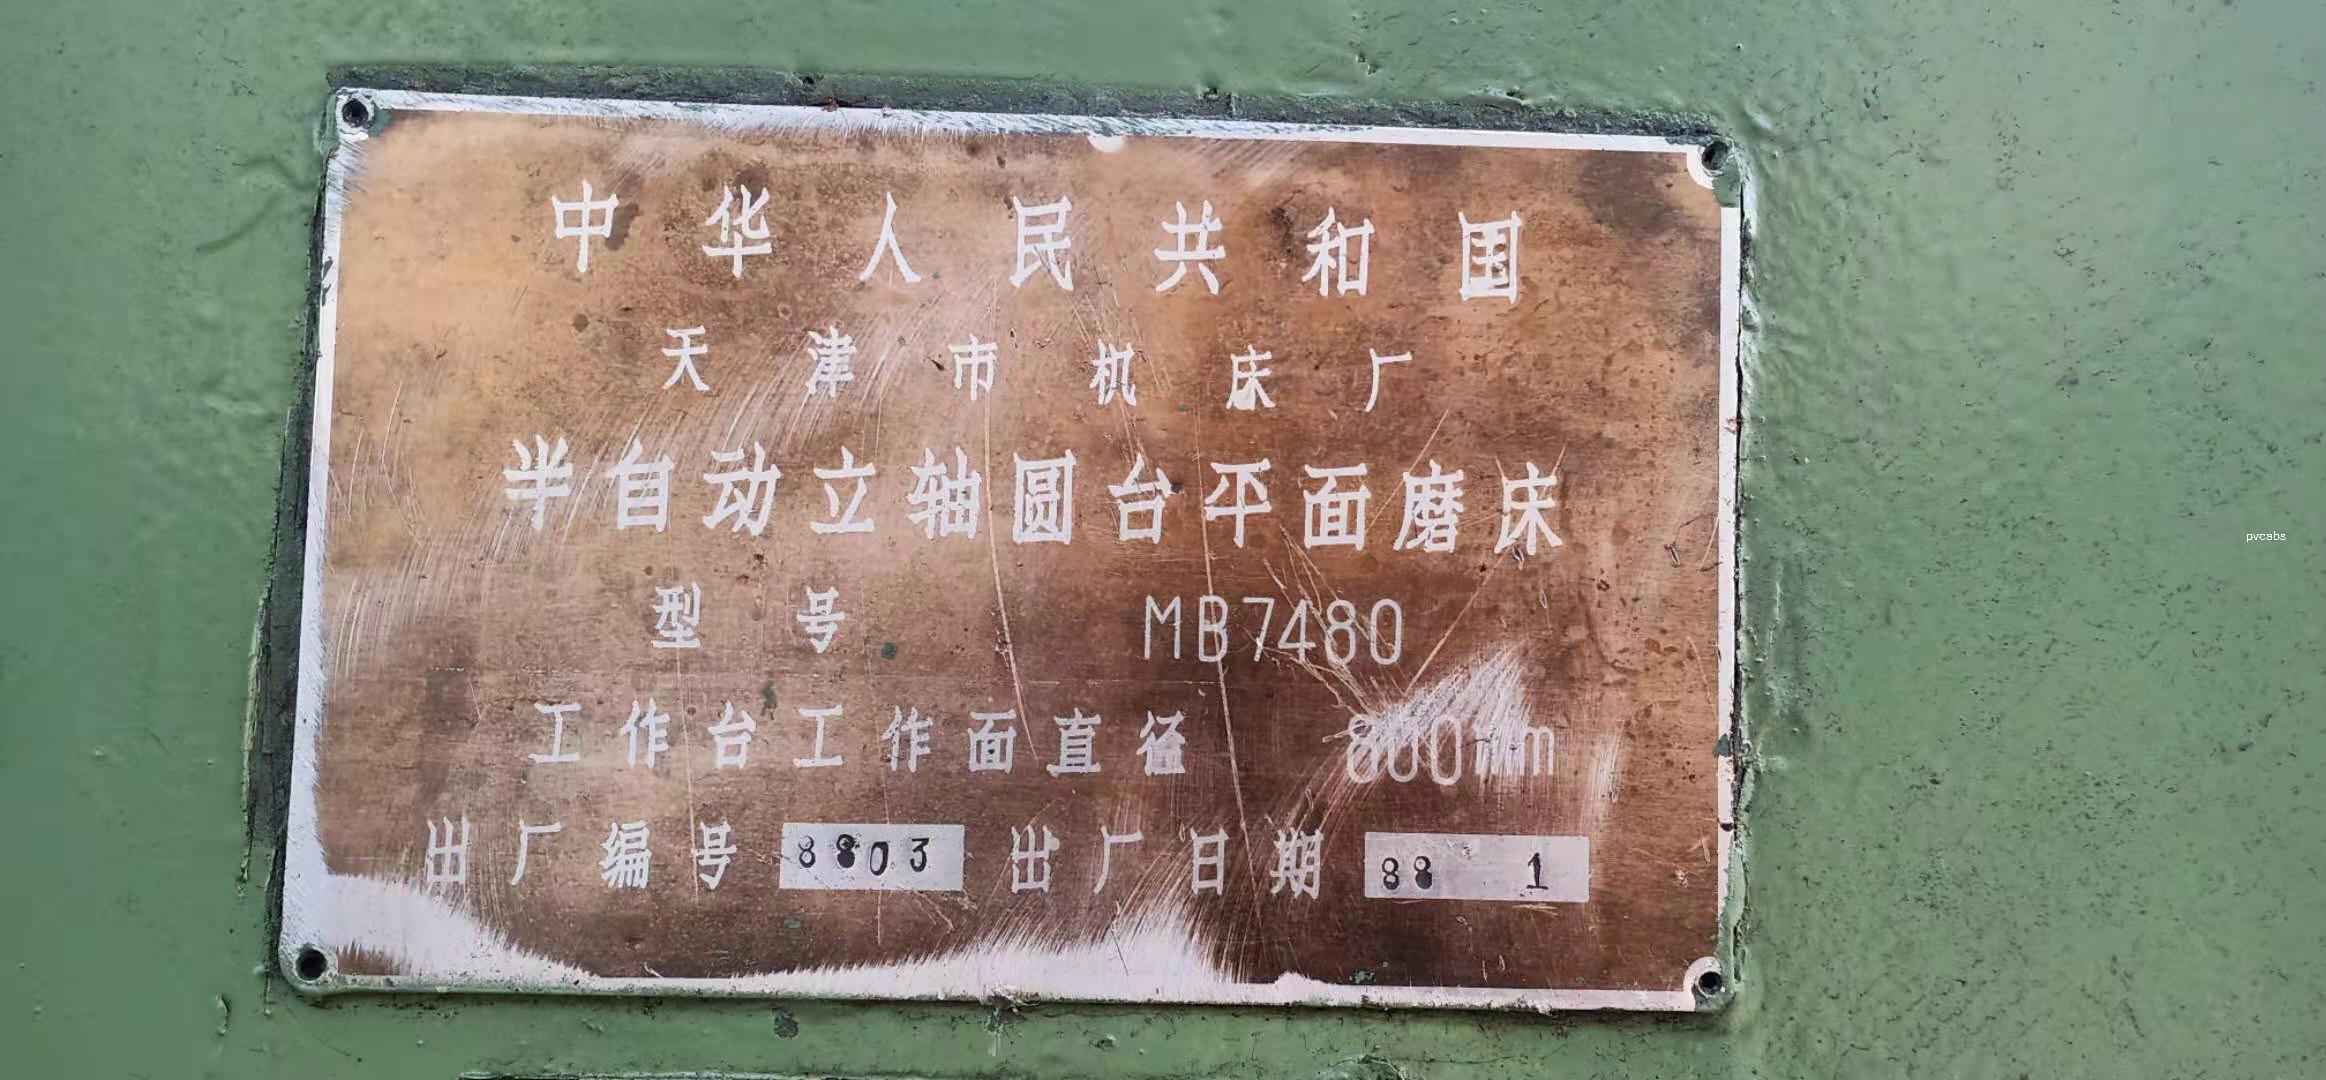 中华人民共和国
天津市机床厂
半自动立轴圆台平面磨床
型号 MB7480
工作台工作面直径 800mm
出厂编号 8803 出厂日期 88 1
pvcabs